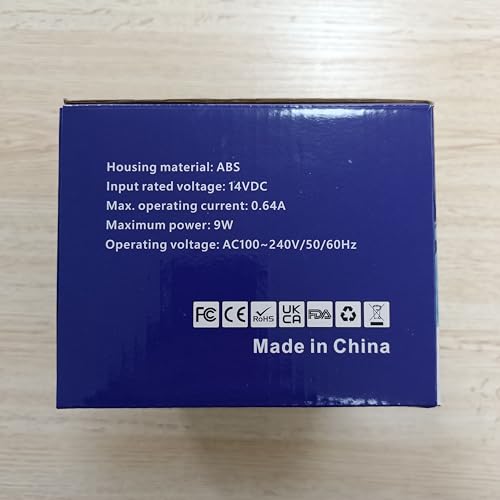 Housing material: ABS
Input rated voltage: 14VDC
Max. operating current: 0.64A
Maximum power: 9W
Operating voltage: AC100~240V/50/60Hz
FC CE RoHS UK CA FDA
Made in China